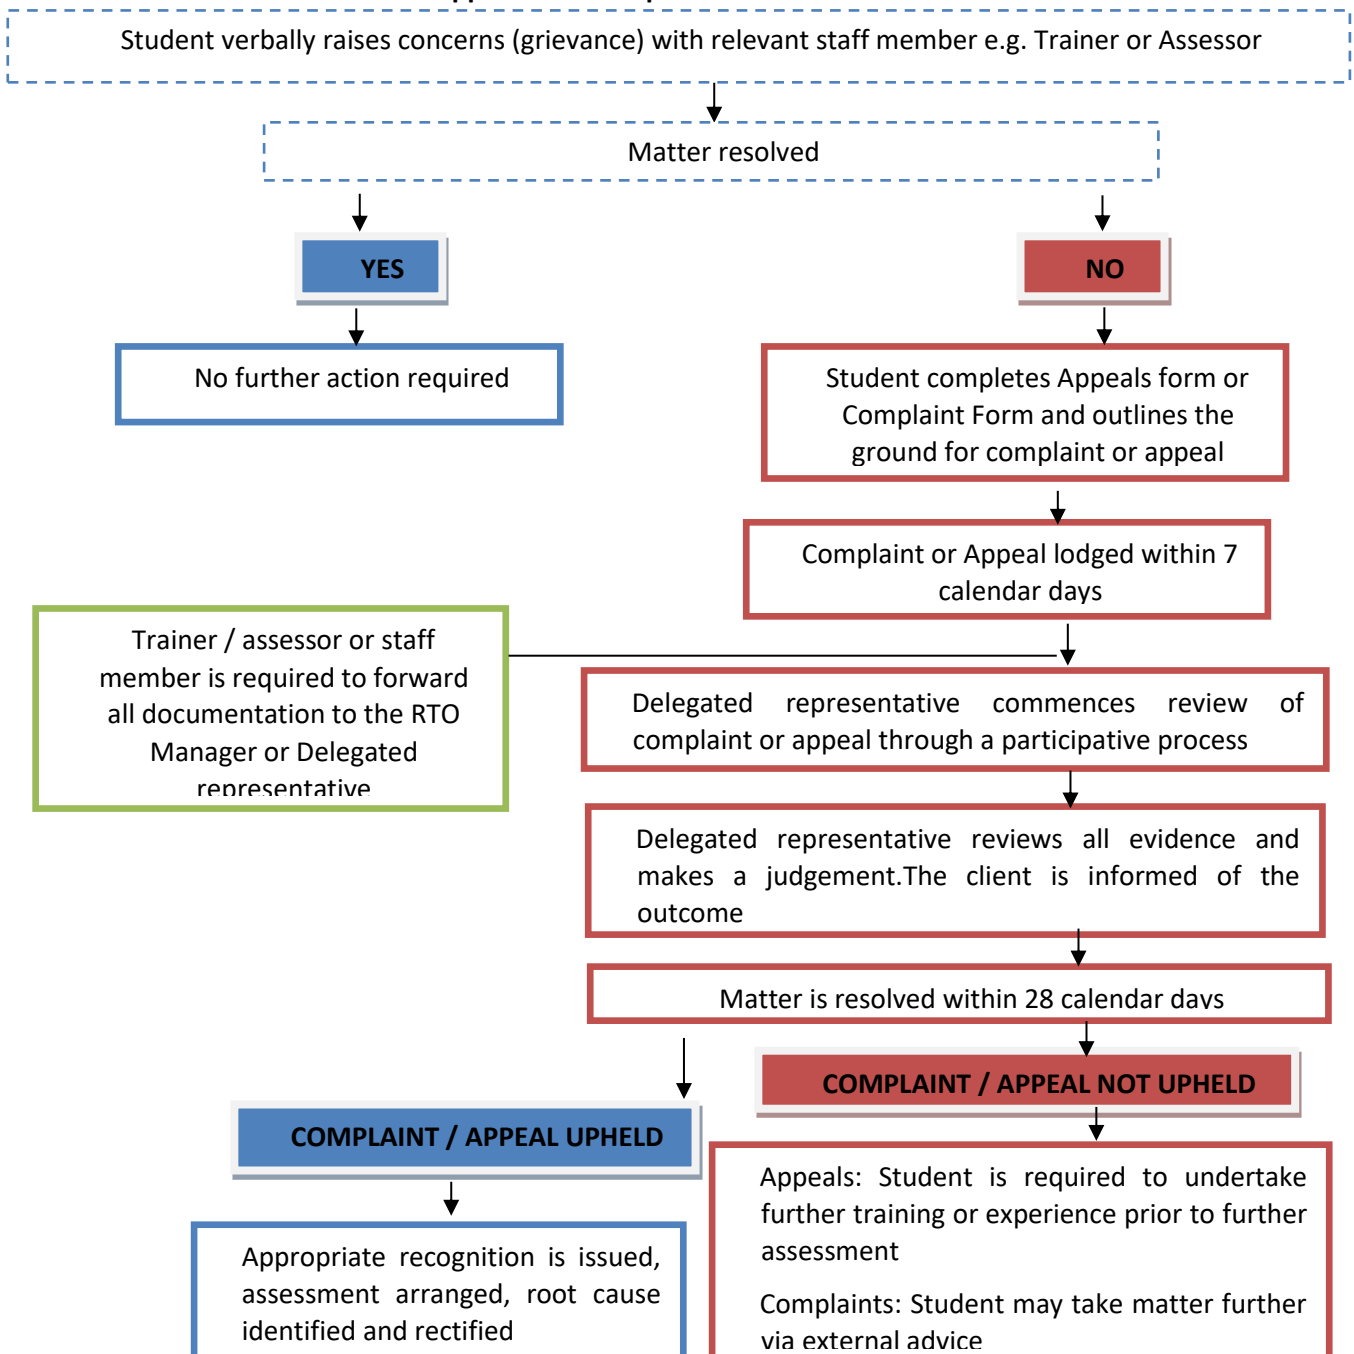 Student verbally raises concerns (grievance) with relevant staff member e.g. Trainer or Assessor
Matter resolved
YES
NO
No further action required
Student completes Appeals form or
Complaint Form and outlines the
ground for complaint or appeal
Complaint or Appeal lodged within 7
calendar days
Trainer / assessor or staff
member is required to forward
all documentation to the RTO
Manager or Delegated
representative
Delegated representative commences review of
complaint or appeal through a participative process
Delegated representative reviews all evidence and
makes a judgement.The client is informed of the
outcome
Matter is resolved within 28 calendar days
COMPLAINT / APPEAL NOT UPHELD
COMPLAINT / APPEAL UPHELD
Appeals: Student is required to undertake
further training or experience prior to further
assessment
Complaints: Student may take matter further
via external advice
Appropriate recognition is issued,
assessment arranged, root cause
identified and rectified